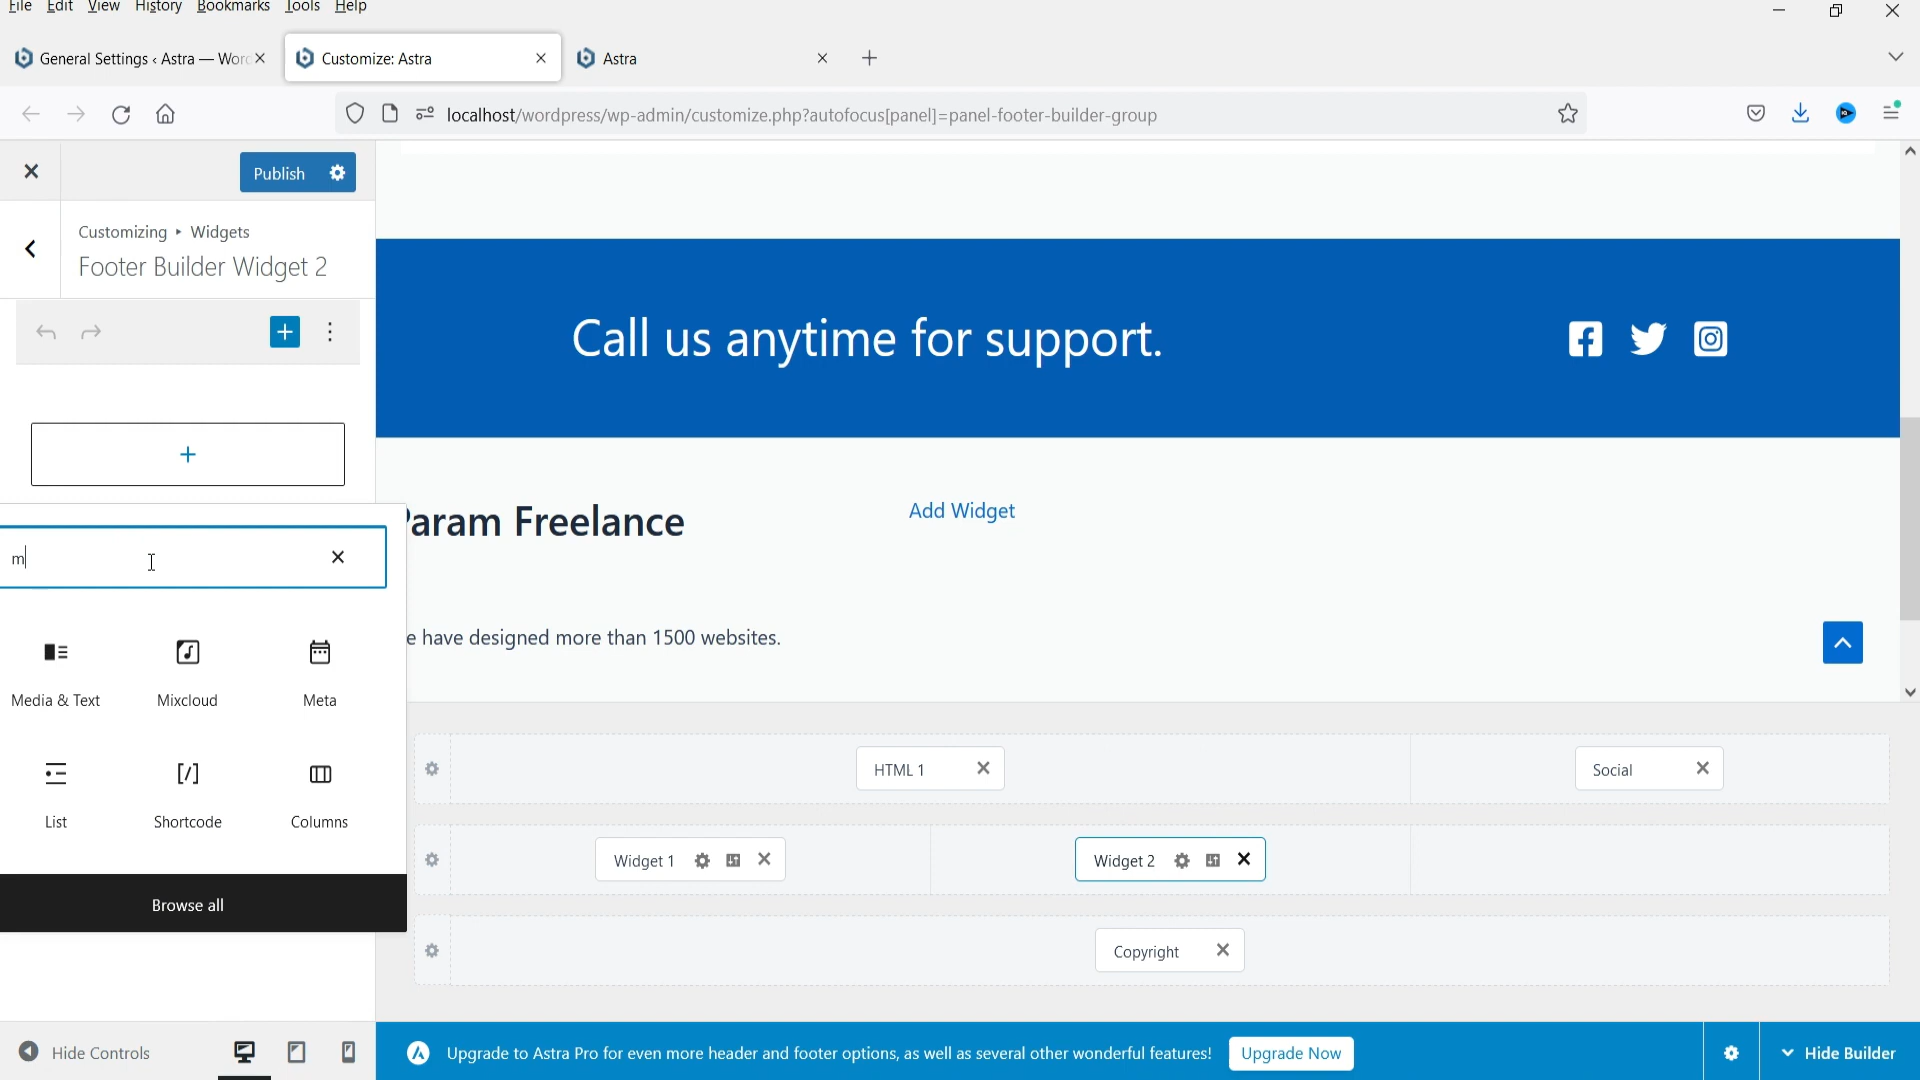 File Edit View History Bookmarks Tools Help
General Settings ‹ Astra — Wor
Customize: Astra
Astra
localhost/wordpress/wp-admin/customize.php?autofocus[panel]=panel-footer-builder-group
Publish
Customizing ▸ Widgets
Footer Builder Widget 2
Call us anytime for support.
Param Freelance
Add Widget
m
e have designed more than 1500 websites.
Media & Text
Mixcloud
Meta
List
Shortcode
Columns
Browse all
HTML 1
Social
Widget 1
Widget 2
Copyright
Hide Controls
Upgrade to Astra Pro for even more header and footer options, as well as several other wonderful features!
Upgrade Now
Hide Builder